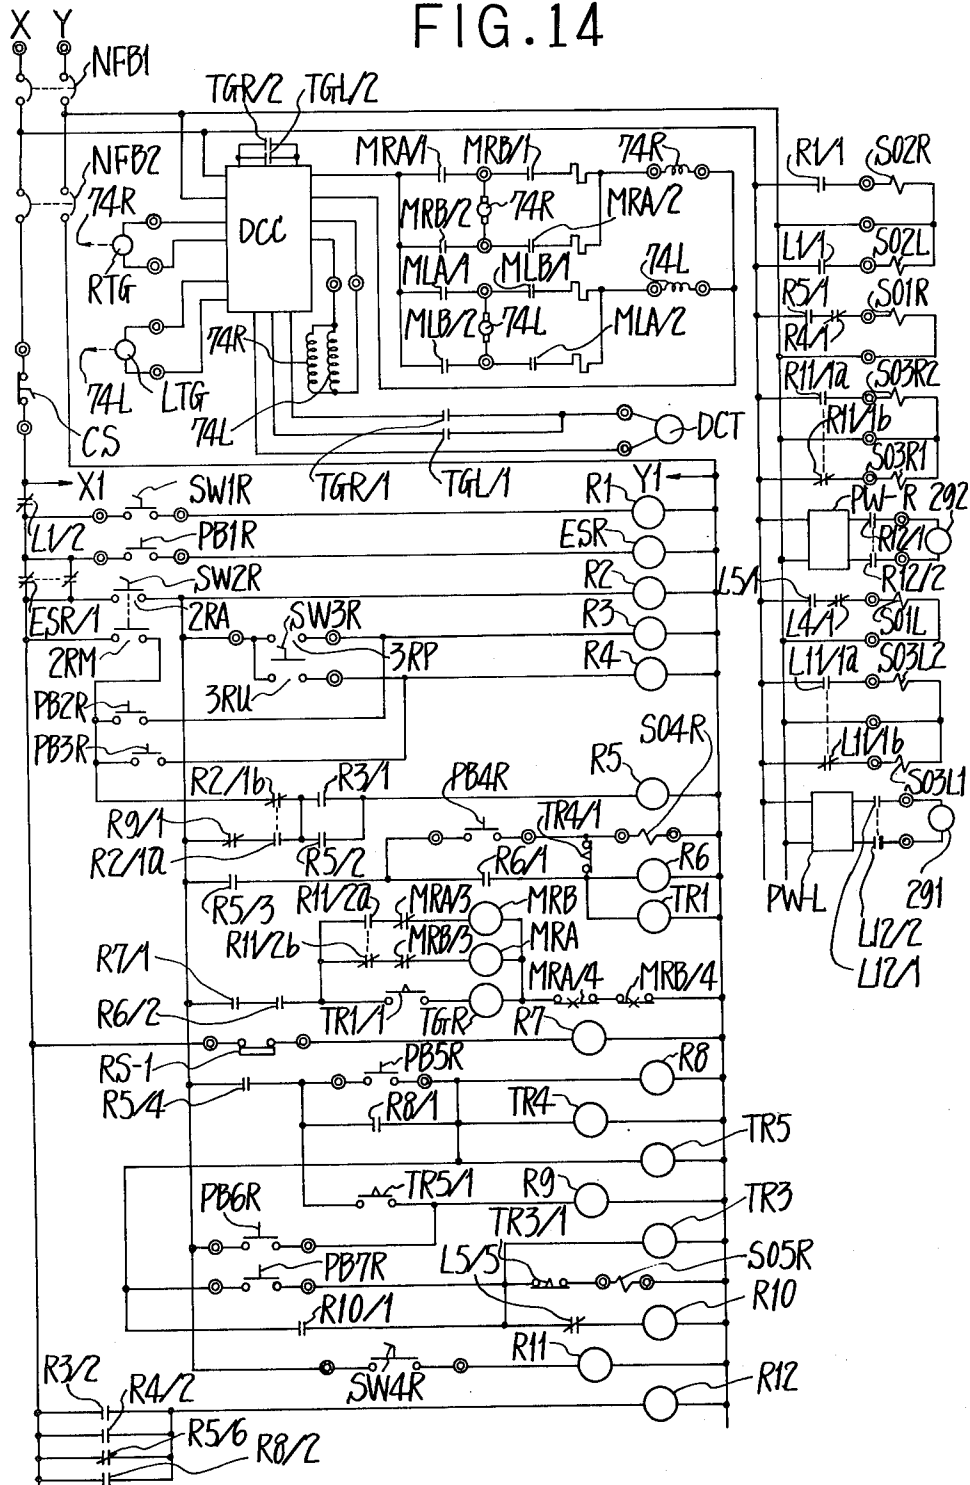 FIG.14
X Y
NFB1
TGR/2 TGL/2
NFB2
74R
RTG
DCC
MRA/1 MRB/1 74R
MRB/2 74R MRA/2
MLA/1 MLB/1 74L
MLB/2 74L MLA/2
R1/1 S02R
L1/1 S02L
R5/1 S01R
R4/1
R11/1a S03R2
R11/1b
S03R1
74L LTG
74R
74L
CS
DCT
TGR/1 TGL/1
X1 Y1
SW1R R1
L1/2
PB1R ESR
SW2R R2
ESR/1 2RA SW3R R3
2RM 3RP R4
3RU
PB2R
PB3R
PW-R 292
R12/1
R12/2
L5/1
L4/1 S01L
L11/1a S03L2
L11/1b
S03L1
PW-L 291
L12/2
L12/1
S04R
R2/1b R3/1 PB4R R5
R9/1 TR4/1
R2/1a R5/2 R6/1 R6
R5/3 R11/2a MRA/3 MRB TR1
R11/2b MRB/3 MRA
R7/1 MRA/4 MRB/4
R6/2 TR1/1 TGR R7
RS-1 PB5R R8
R5/4 R8/1 TR4
TR5
TR5/1 R9
PB6R TR3/1 TR3
PB7R L5/5 S05R
R10/1 R10
R11
SW4R
R3/2 R4/2 R12
R5/6
R8/2